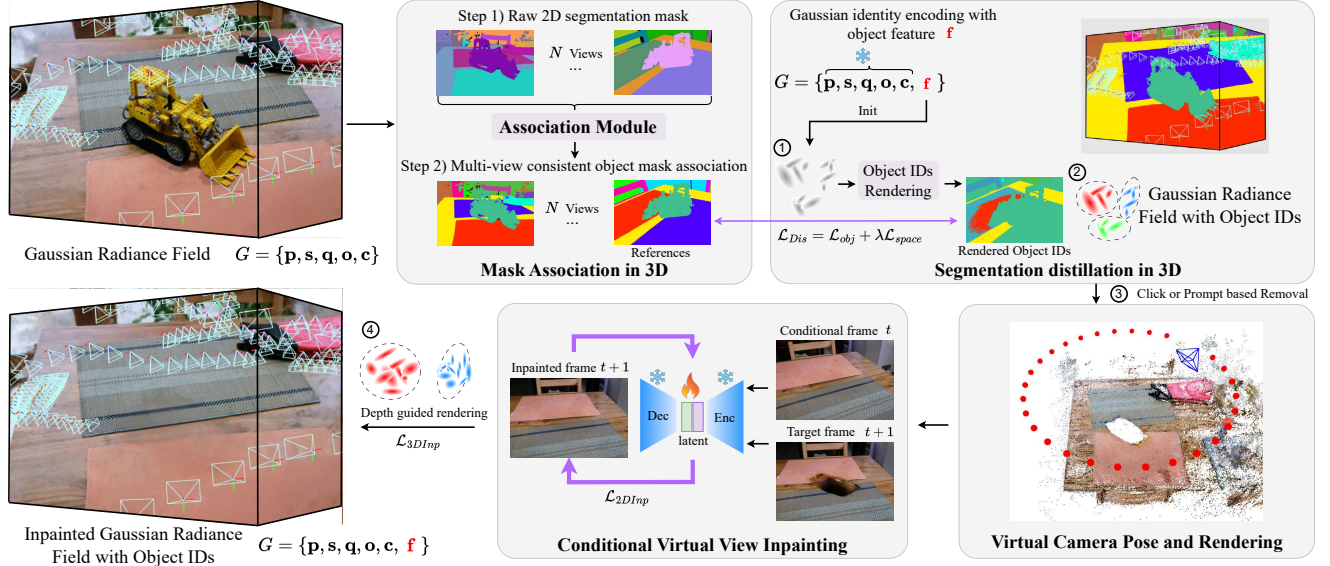 Step 1) Raw 2D segmentation mask
N Views
...
Association Module
Step 2) Multi-view consistent object mask association
N Views
...
References
Mask Association in 3D
Gaussian Radiance Field G = {p, s, q, o, c}
Gaussian identity encoding with
object feature f
G = {p, s, q, o, c, f }
Init
①
Object IDs
Rendering
②
Gaussian Radiance
Field with Object IDs
ℒ_Dis = ℒ_obj + λℒ_space
Rendered Object IDs
Segmentation distillation in 3D
③ Click or Prompt based Removal
Virtual Camera Pose and Rendering
Conditional frame t
Target frame t + 1
Inpainted frame t + 1
Dec
Enc
latent
ℒ_2DInp
Conditional Virtual View Inpainting
④
Depth guided rendering
ℒ_3DInp
Inpainted Gaussian Radiance
Field with Object IDs
G = {p, s, q, o, c, f }